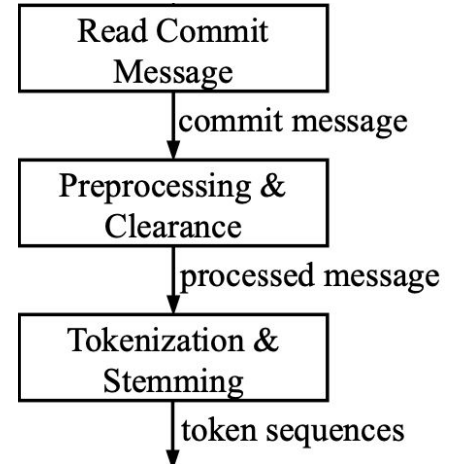 Read Commit
Message
commit message
Preprocessing &
Clearance
processed message
Tokenization &
Stemming
token sequences